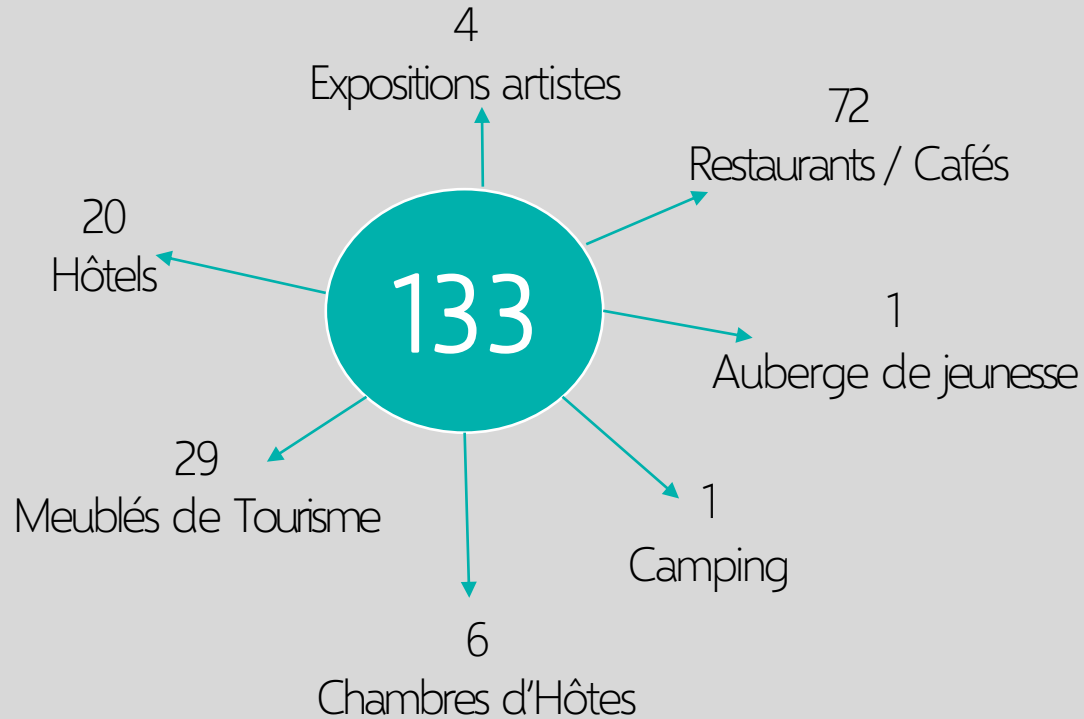 4
Expositions artistes
72
Restaurants / Cafés
20
Hôtels
133
1
Auberge de jeunesse
29
Meublés de Tourisme
1
Camping
6
Chambres d'Hôtes